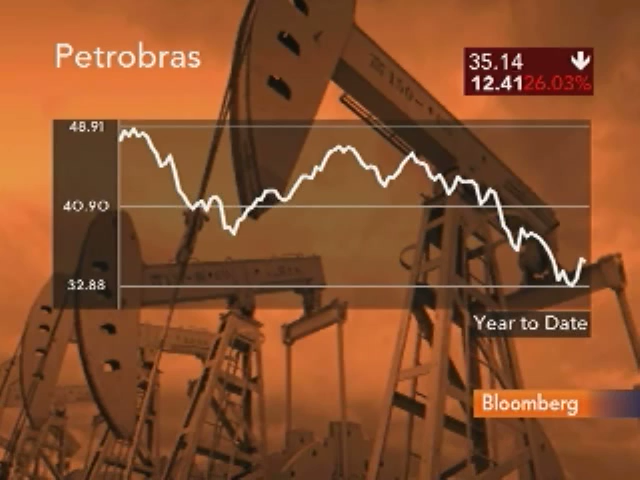 Petrobras
35.14
12.41 26.03%
48.91
40.90
32.88
Year to Date
Bloomberg